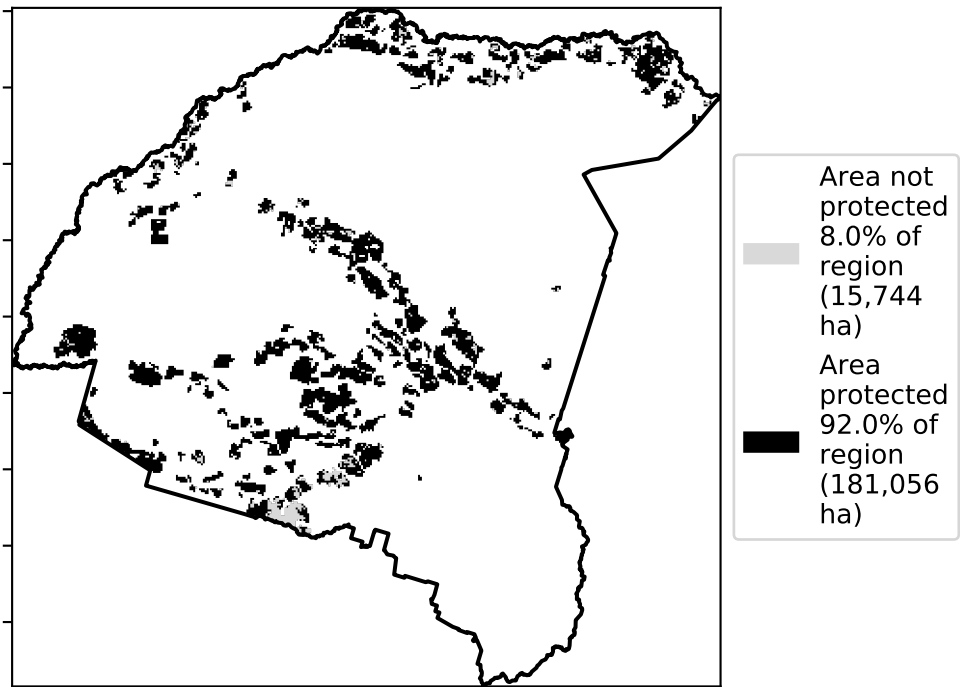 Area not
protected
8.0% of
region
(15,744
ha)
Area
protected
92.0% of
region
(181,056
ha)